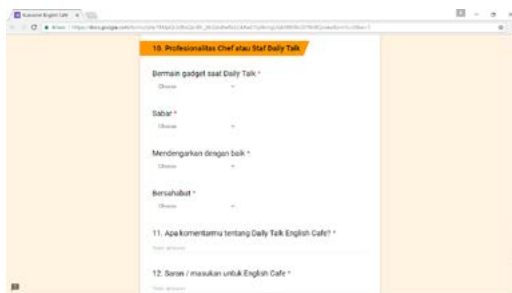 10. Profesionalitas Chef atau Staf Daily Talk
Bermain gadget saat Daily Talk *
Choose
Sabar *
Choose
Mendengarkan dengan baik *
Choose
Bersahabat *
Choose
11. Apa komentarmu tentang Daily Talk English Cafe? *
Your answer
12. Saran / masukan untuk English Cafe *
Your answer